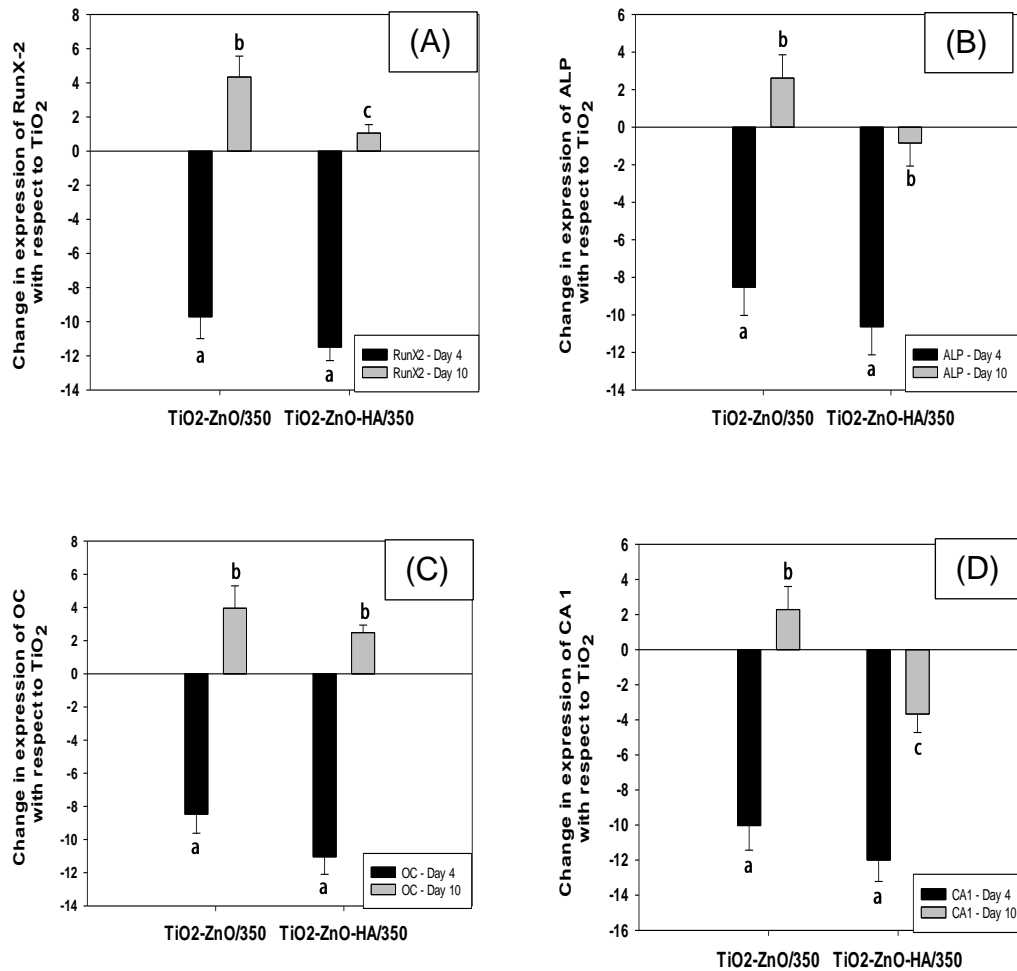 (A)
Change in expression of RunX-2
with respect to TiO2
8
6
4
2
0
-2
-4
-6
-8
-10
-12
-14
b
c
a
a
RunX2 - Day 4
RunX2 - Day 10
TiO2-ZnO/350 TiO2-ZnO-HA/350
(B)
Change in expression of ALP
with respect to TiO2
6
4
2
0
-2
-4
-6
-8
-10
-12
-14
b
b
a
a
ALP - Day 4
ALP - Day 10
TiO2-ZnO/350 TiO2-ZnO-HA/350
(C)
Change in expression of OC
with respect to TiO2
8
6
4
2
0
-2
-4
-6
-8
-10
-12
-14
b
b
a
a
OC - Day 4
OC - Day 10
TiO2-ZnO/350 TiO2-ZnO-HA/350
(D)
Change in expression of CA 1
with respect to TiO2
6
4
2
0
-2
-4
-6
-8
-10
-12
-14
-16
b
c
a
a
CA1 - Day 4
CA1 - Day 10
TiO2-ZnO/350 TiO2-ZnO-HA/350